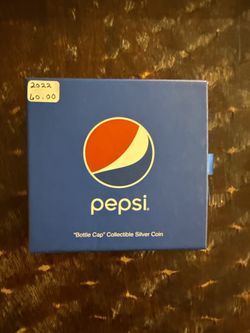 2022
60.00
pepsi
"Bottle Cap" Collectible Silver Coin